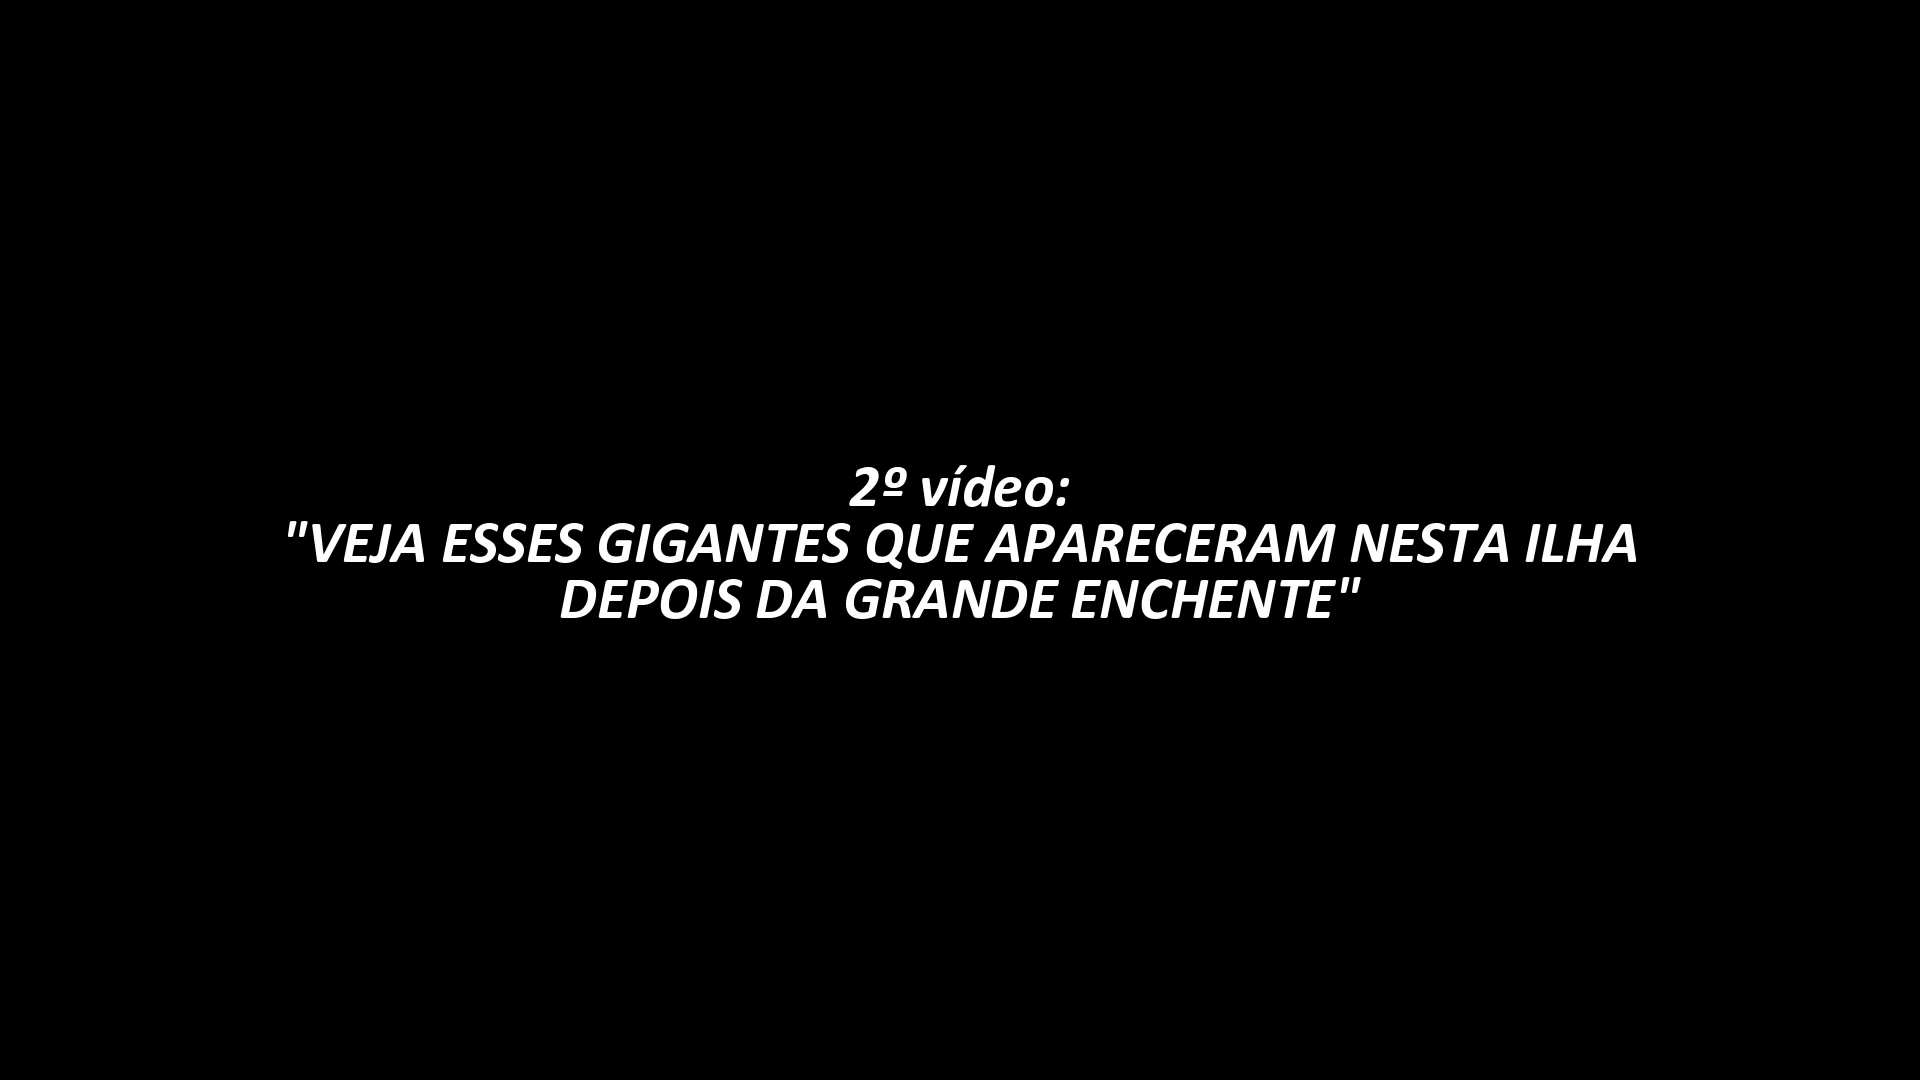 2º vídeo:
"VEJA ESSES GIGANTES QUE APARECERAM NESTA ILHA
DEPOIS DA GRANDE ENCHENTE"